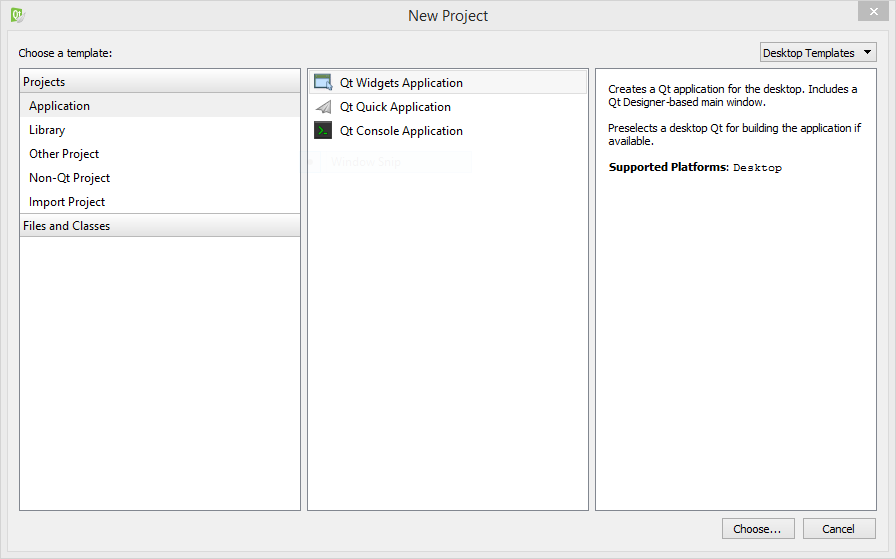 New Project
Choose a template:
Desktop Templates
Projects
Application
Library
Other Project
Non-Qt Project
Import Project
Files and Classes
Qt Widgets Application
Qt Quick Application
Qt Console Application
Window Snip
Creates a Qt application for the desktop. Includes a
Qt Designer-based main window.
Preselects a desktop Qt for building the application if
available.
Supported Platforms: Desktop
Choose...
Cancel